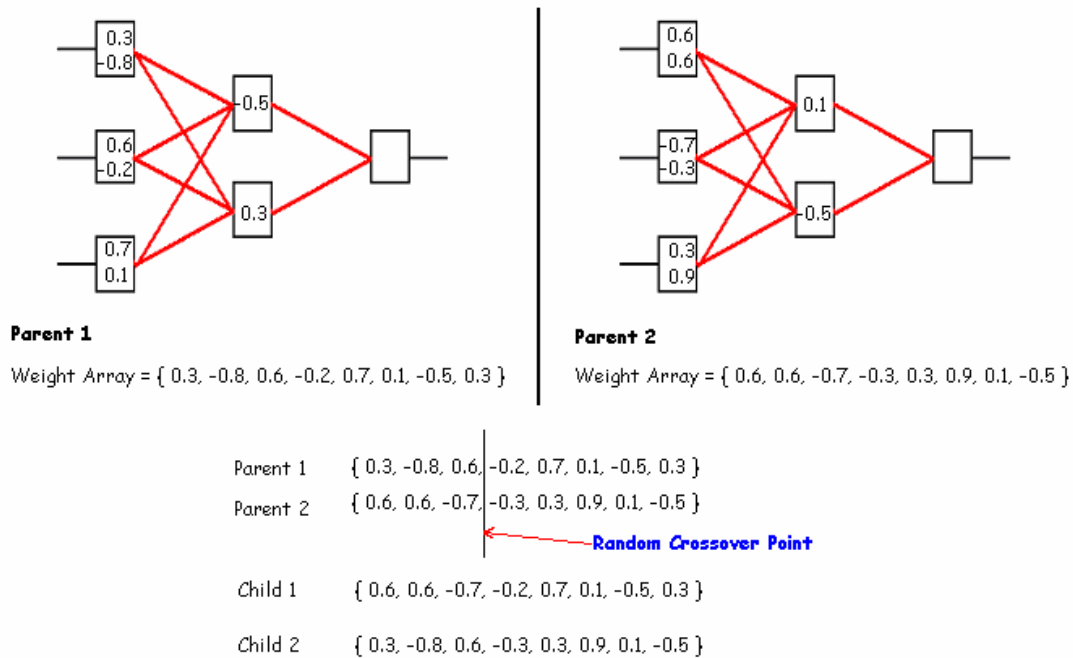 0.3
-0.8
-0.5
0.6
-0.2
0.3
0.7
0.1
Parent 1
Weight Array = { 0.3, -0.8, 0.6, -0.2, 0.7, 0.1, -0.5, 0.3 }
0.6
0.6
0.1
-0.7
-0.3
-0.5
0.3
0.9
Parent 2
Weight Array = { 0.6, 0.6, -0.7, -0.3, 0.3, 0.9, 0.1, -0.5 }
Parent 1 { 0.3, -0.8, 0.6, -0.2, 0.7, 0.1, -0.5, 0.3 }
Parent 2 { 0.6, 0.6, -0.7, -0.3, 0.3, 0.9, 0.1, -0.5 }
Random Crossover Point
Child 1 { 0.6, 0.6, -0.7, -0.2, 0.7, 0.1, -0.5, 0.3 }
Child 2 { 0.3, -0.8, 0.6, -0.3, 0.3, 0.9, 0.1, -0.5 }